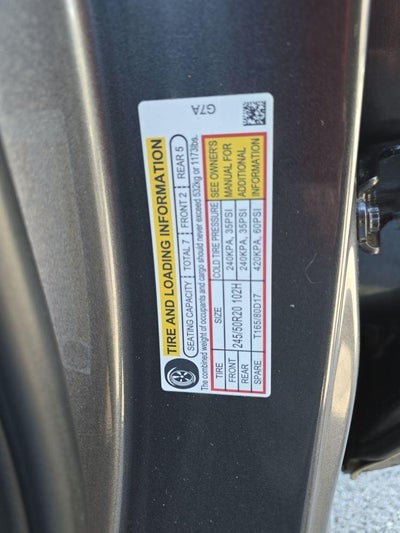 TIRE AND LOADING INFORMATION
SEATING CAPACITY TOTAL 7 FRONT 2 REAR 5
The combined weight of occupants and cargo should never exceed 532kg or 1173lbs.
TIRE SIZE COLD TIRE PRESSURE SEE OWNER'S
FRONT 245/50R20 102H 240KPA, 35PSI MANUAL FOR
REAR 240KPA, 35PSI ADDITIONAL
SPARE T165/80D17 420KPA, 60PSI INFORMATION
G7A